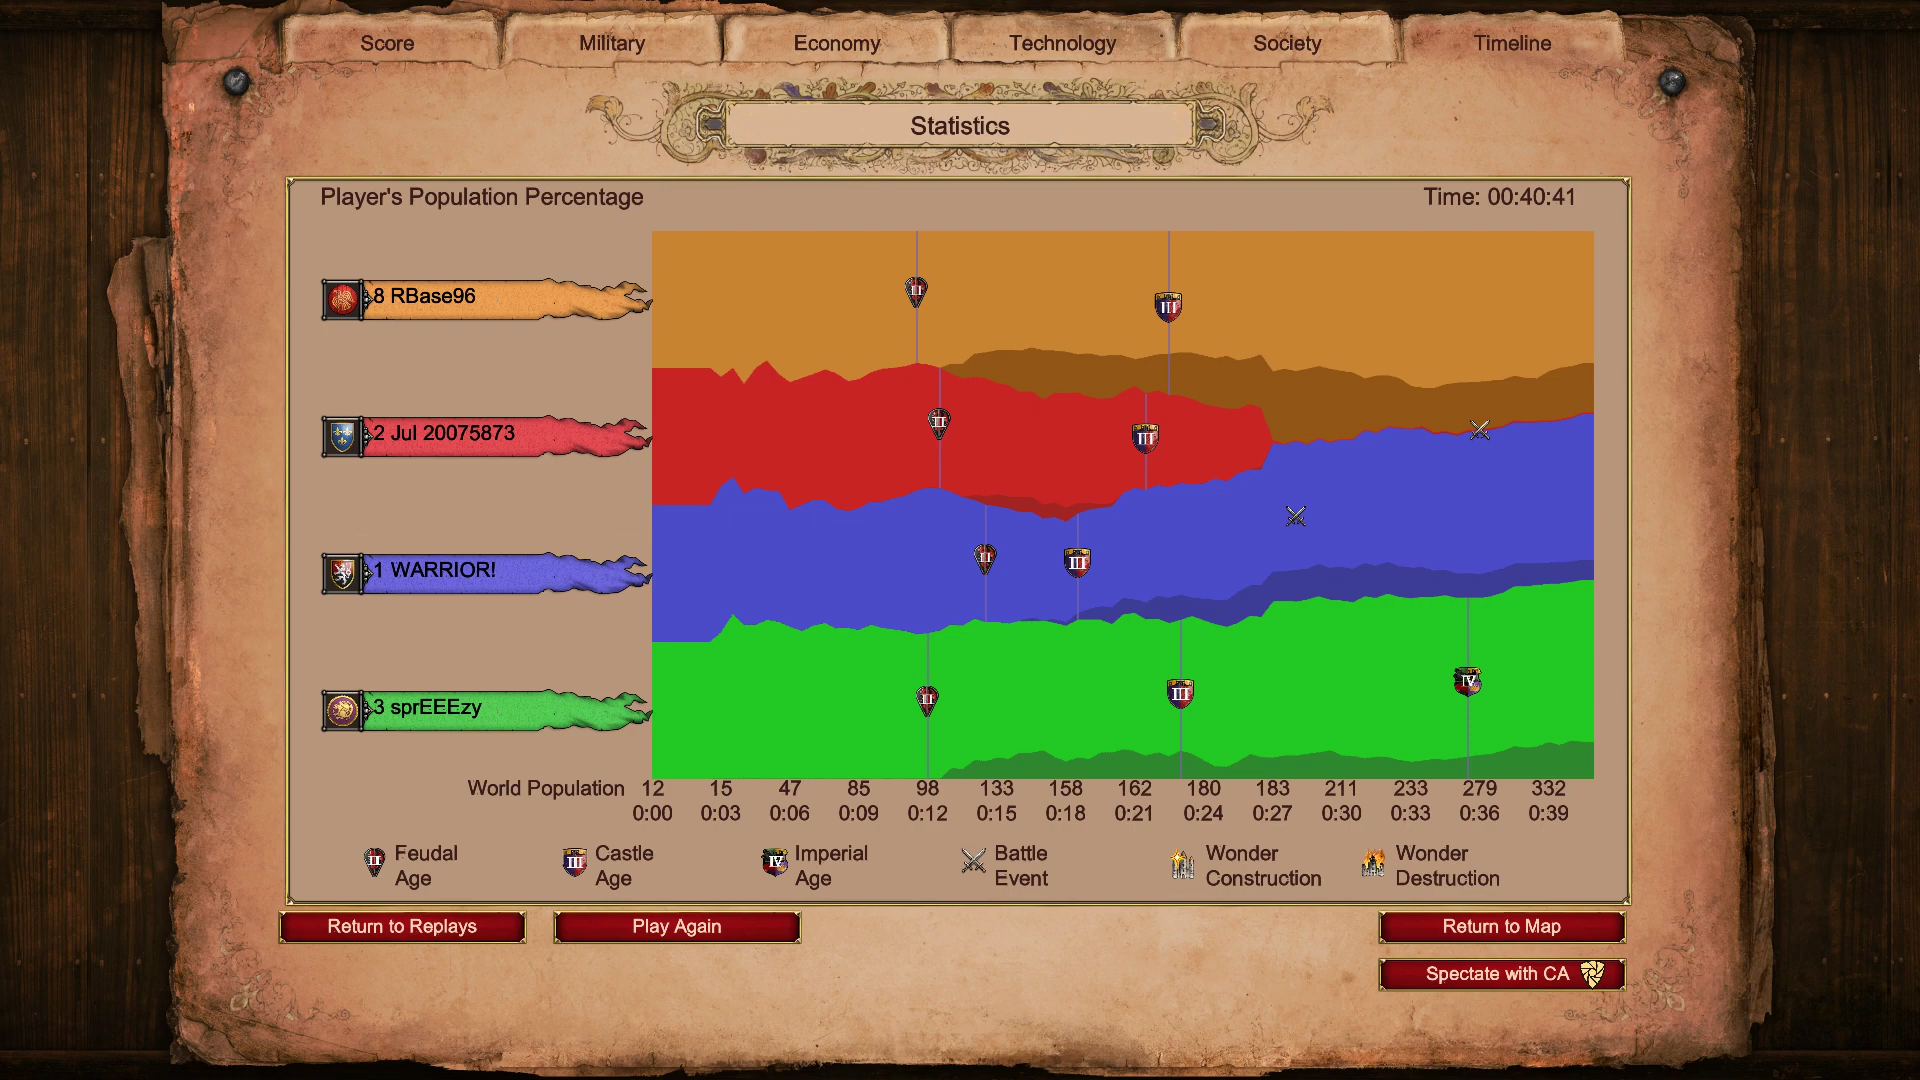 Score Military Economy Technology Society Timeline
Statistics
Player's Population Percentage
Time: 00:40:41
8 RBase96
2 Jul 20075873
1 WARRIOR!
3 sprEEEzy
World Population 12 15 47 85 98 133 158 162 180 183 211 233 279 332
0:00 0:03 0:06 0:09 0:12 0:15 0:18 0:21 0:24 0:27 0:30 0:33 0:36 0:39
Feudal
Age
Castle
Age
Imperial
Age
Battle
Event
Wonder
Construction
Wonder
Destruction
Return to Replays
Play Again
Return to Map
Spectate with CA